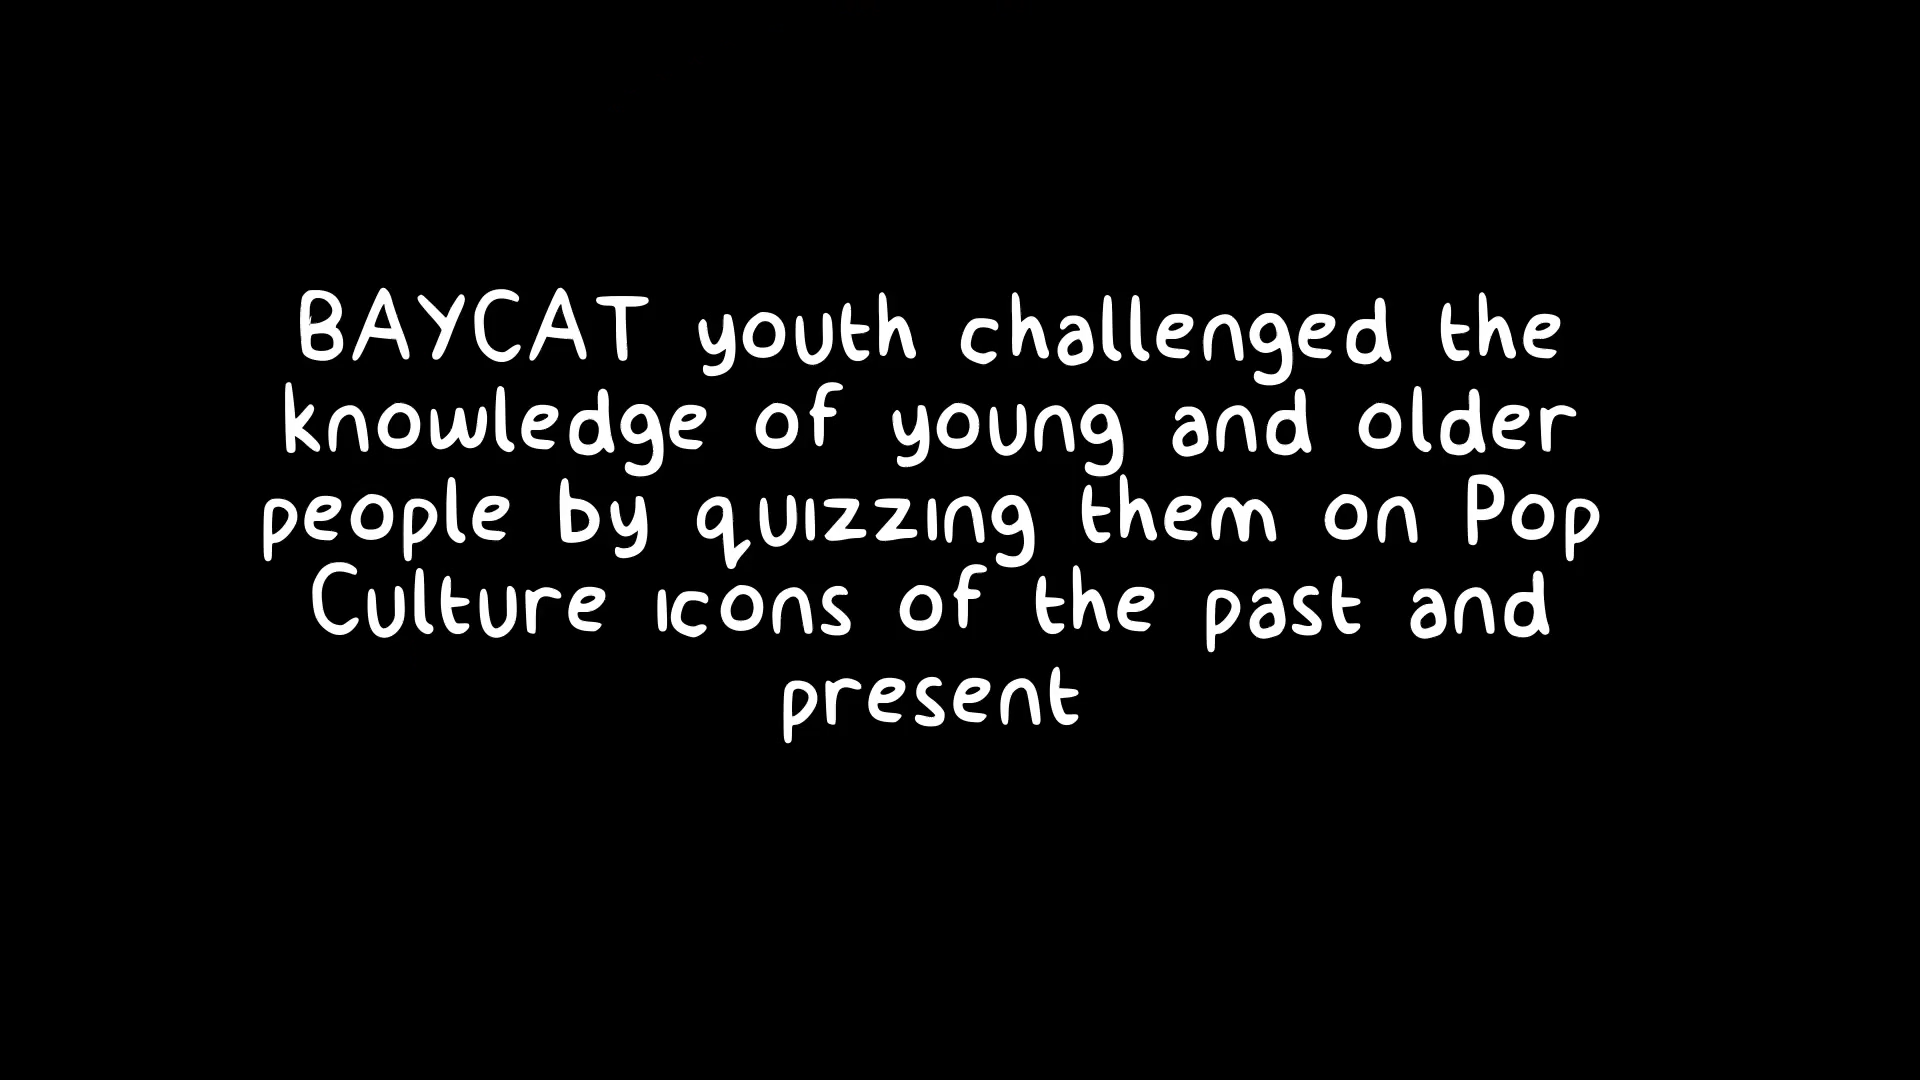 BAYCAT youth challenged the
knowledge of young and older
people by quizzing them on Pop
Culture icons of the past and
present